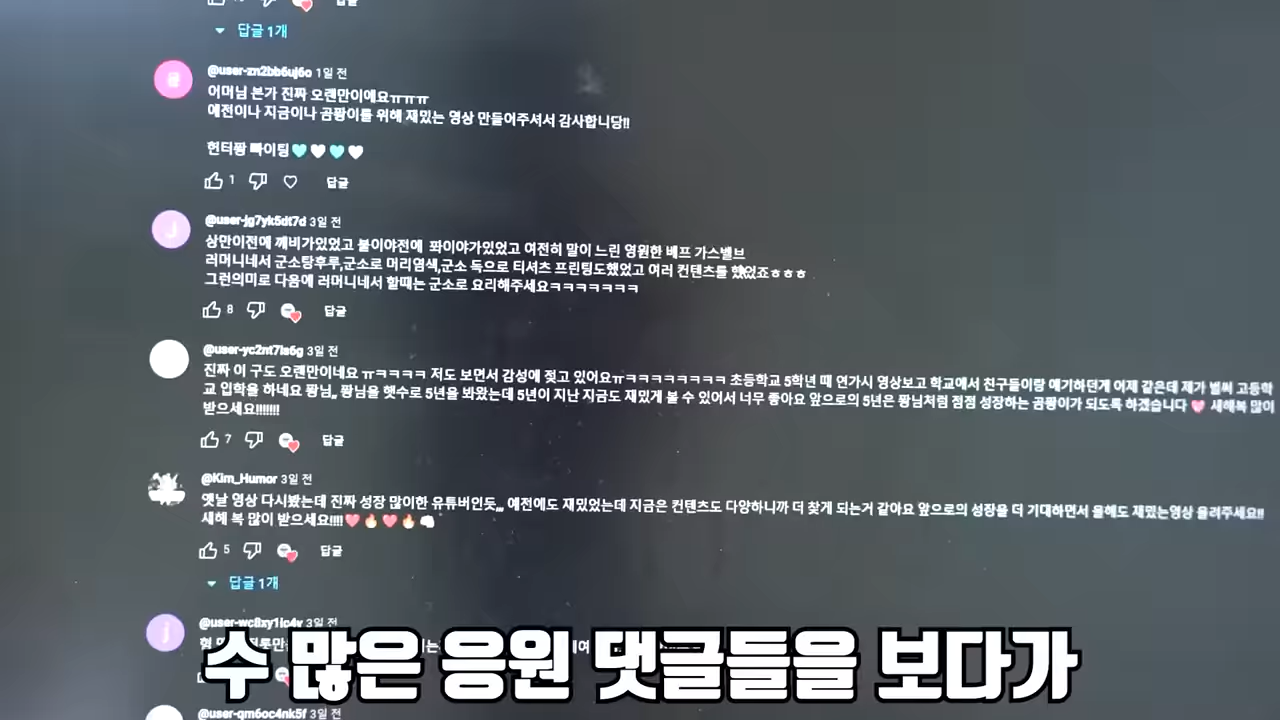 답글
답글 1개
@user-zn2bb6uj6o 1일 전
어머님 본가 진짜 오랜만이에요ㅠㅠㅠ
예전이나 지금이나 곰팡이를 위해 재밌는 영상 만들어주셔서 감사합니당!!
헌터퐝 빠이팅🩵🤍🩵🤍
1 답글
J
@user-jg7yk5dt7d 3일 전
상만이전에 깨비가있었고 불이야전에 퐈이야가있었고 여전히 말이 느린 영원한 베프 가스밸브
러머니네서 군소탕후루,군소로 머리염색,군소 독으로 티셔츠 프린팅도했었고 여러 컨텐츠를 했었죠ㅎㅎㅎ
그런의미로 다음에 러머니네서 할때는 군소로 요리해주세요ㅋㅋㅋㅋㅋㅋㅋ
8 답글
@user-yc2nt7is6g 3일 전
진짜 이 구도 오랜만이네요 ㅠㅋㅋㅋㅋ 저도 보면서 감성에 젖고 있어요ㅠㅋㅋㅋㅋㅋㅋㅋㅋ 초등학교 5학년 때 연가시 영상보고 학교에서 친구들이랑 얘기하던게 어제 같은데 제가 벌써 고등학
교 입학을 하네요 퐝님,, 퐝님을 햇수로 5년을 봐왔는데 5년이 지난 지금도 재밌게 볼 수 있어서 너무 좋아요 앞으로의 5년은 퐝님처럼 점점 성장하는 곰팡이가 되도록 하겠습니다 💗 새해복 많이
받으세요!!!!!!!
7 답글
@Kim_Humor 3일 전
옛날 영상 다시봤는데 진짜 성장 많이한 유튜버인듯,,, 예전에도 재밌었는데 지금은 컨텐츠도 다양하니까 더 찾게 되는거 같아요 앞으로의 성장을 더 기대하면서 올해도 재밌는영상 올려주세요!!
새해 복 많이 받으세요!!!!❤️🔥❤️🔥
5 답글
답글 1개
j
@user-wc8xy1ic4v 3일 전
수 많은 응원 댓글들을 보다가
@user-qm6oc4nk5f 3일 전